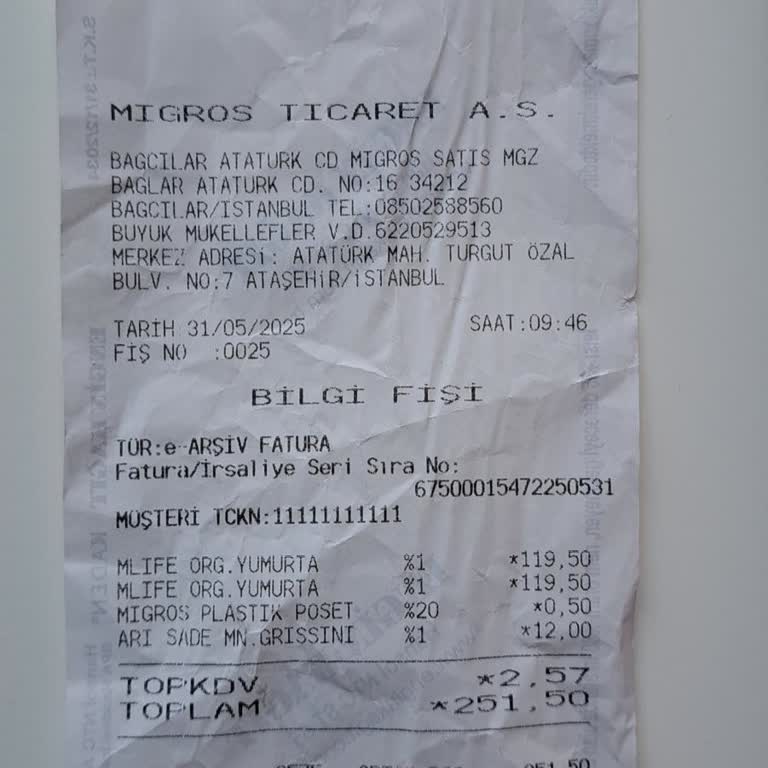 MIGROS TICARET A.S.
BAGCILAR ATATURK CD MIGROS SATIS MGZ
BAGLAR ATATURK CD. NO:16 34212
BAGCILAR/ISTANBUL TEL:08502588560
BUYUK MUKELLEFLER V.D.6220529513
MERKEZ ADRESİ: ATATÜRK MAH. TURGUT ÖZAL
BULV. NO:7 ATAŞEHİR/İSTANBUL
TARİH 31/05/2025 SAAT:09:46
FİŞ NO :0025
BİLGİ FİŞİ
TÜR:e-ARŞİV FATURA
Fatura/İrsaliye Seri Sıra No:
67500015472250531
MÜŞTERİ TCKN:11111111111
MLIFE ORG.YUMURTA %1 *119,50
MLIFE ORG.YUMURTA %1 *119,50
MIGROS PLASTIK POSET %20 *0,50
ARI SADE MN.GRISSINI %1 *12,00
TOPKDV *2,57
TOPLAM *251,50